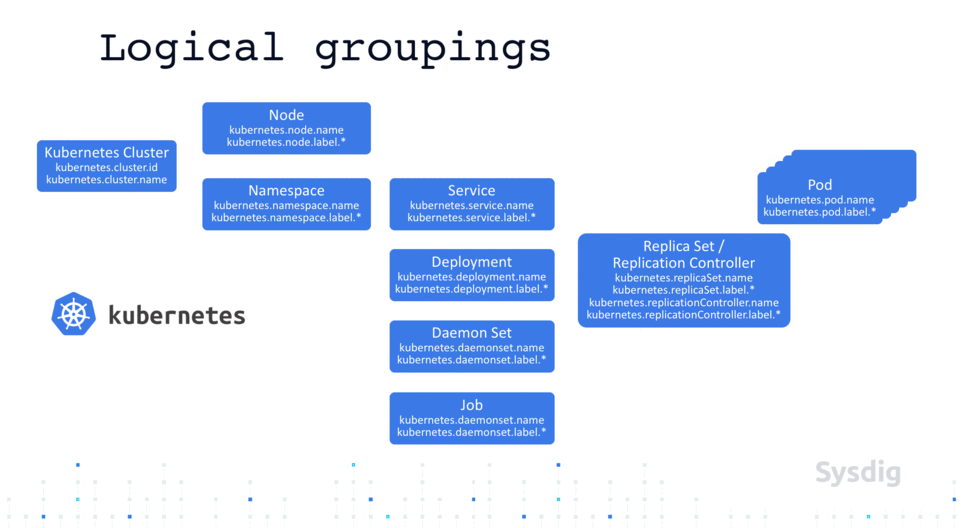 Logical groupings
Node
kubernetes.node.name
kubernetes.node.label.*
Kubernetes Cluster
kubernetes.cluster.id
kubernetes.cluster.name
Namespace
kubernetes.namespace.name
kubernetes.namespace.label.*
Service
kubernetes.service.name
kubernetes.service.label.*
Pod
kubernetes.pod.name
kubernetes.pod.label.*
Deployment
kubernetes.deployment.name
kubernetes.deployment.label.*
Replica Set /
Replication Controller
kubernetes.replicaSet.name
kubernetes.replicaSet.label.*
kubernetes.replicationController.name
kubernetes.replicationController.label.*
kubernetes
Daemon Set
kubernetes.daemonset.name
kubernetes.daemonset.label.*
Job
kubernetes.daemonset.name
kubernetes.daemonset.label.*
Sysdig